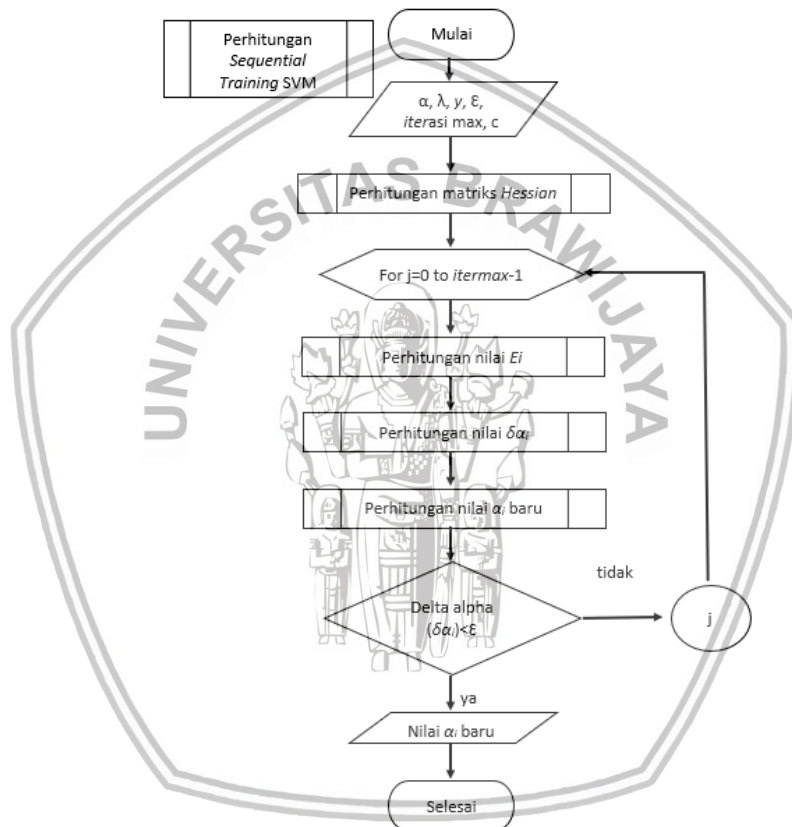 Perhitungan
Sequential
Training SVM
Mulai
α, λ, y, Ɛ,
iterasi max, c
Perhitungan matriks Hessian
For j=0 to itermax-1
Perhitungan nilai Ei
Perhitungan nilai δαᵢ
Perhitungan nilai αᵢ baru
Delta alpha
(δαᵢ)<Ɛ
tidak
j
ya
Nilai αᵢ baru
Selesai
UNIVERSITAS BRAWIJAYA